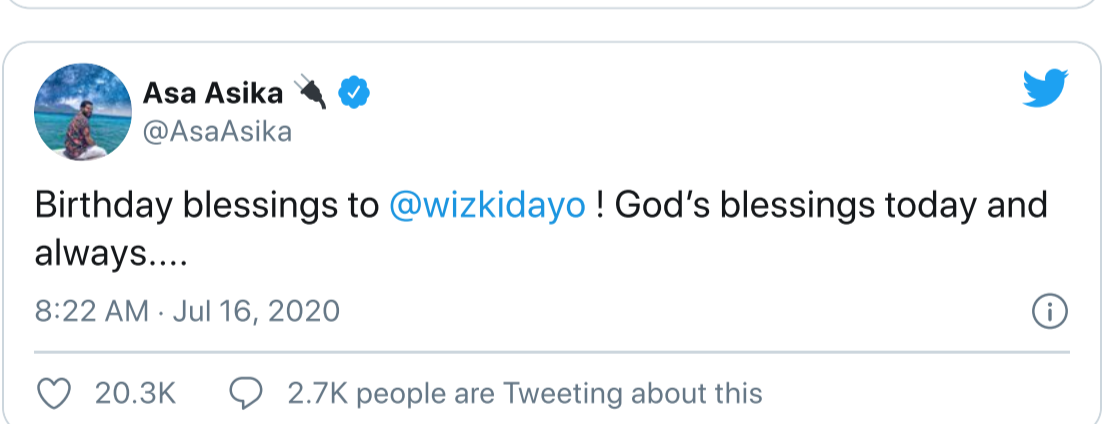 Asa Asika
@AsaAsika
Birthday blessings to @wizkidayo ! God’s blessings today and
always....
8:22 AM · Jul 16, 2020
20.3K 2.7K people are Tweeting about this